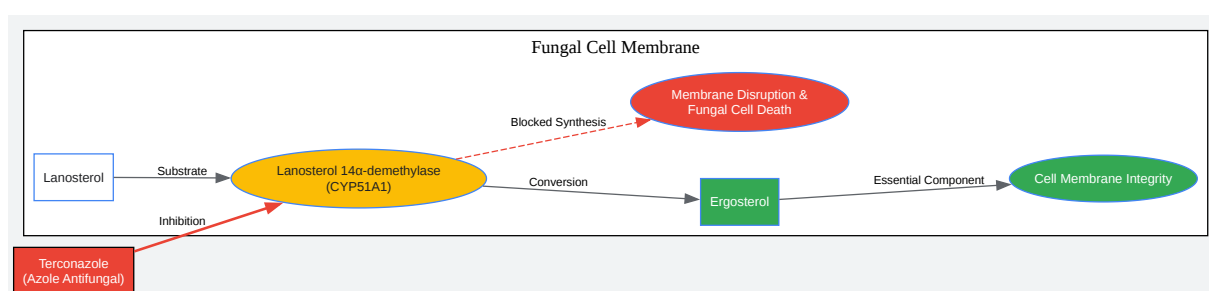 Fungal Cell Membrane
Membrane Disruption &
Fungal Cell Death
Blocked Synthesis
Lanosterol
Substrate
Lanosterol 14α-demethylase
(CYP51A1)
Conversion
Ergosterol
Essential Component
Cell Membrane Integrity
Inhibition
Terconazole
(Azole Antifungal)